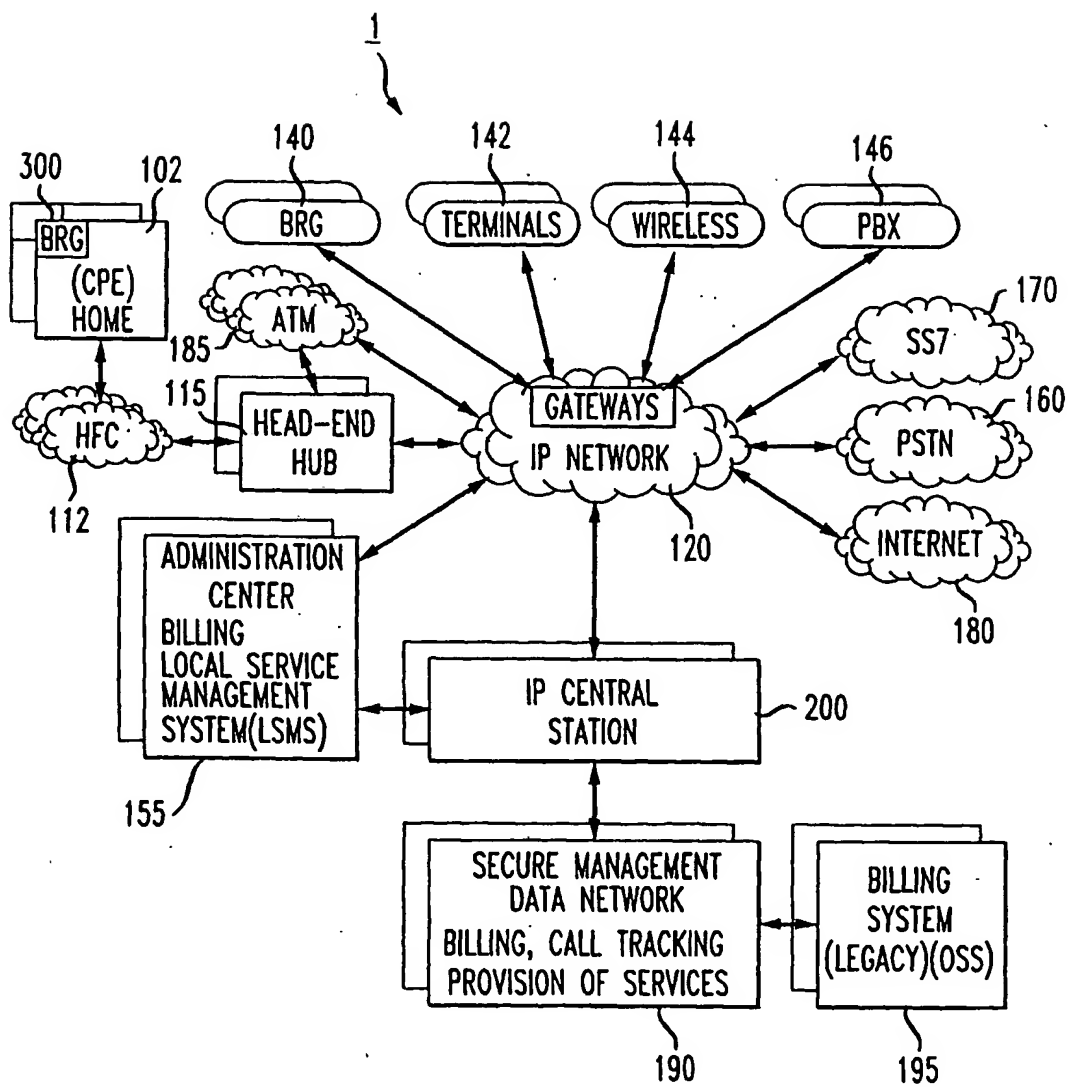 1
140
142
144
146
300
102
BRG
TERMINALS
WIRELESS
PBX
BRG
(CPE)
HOME
ATM
185
170
SS7
115
HEAD-END
HUB
GATEWAYS
IP NETWORK
160
PSTN
HFC
112
120
INTERNET
180
ADMINISTRATION
CENTER
BILLING
LOCAL SERVICE
MANAGEMENT
SYSTEM(LSMS)
155
IP CENTRAL
STATION
200
SECURE MANAGEMENT
DATA NETWORK
BILLING, CALL TRACKING
PROVISION OF SERVICES
190
BILLING
SYSTEM
(LEGACY)(OSS)
195